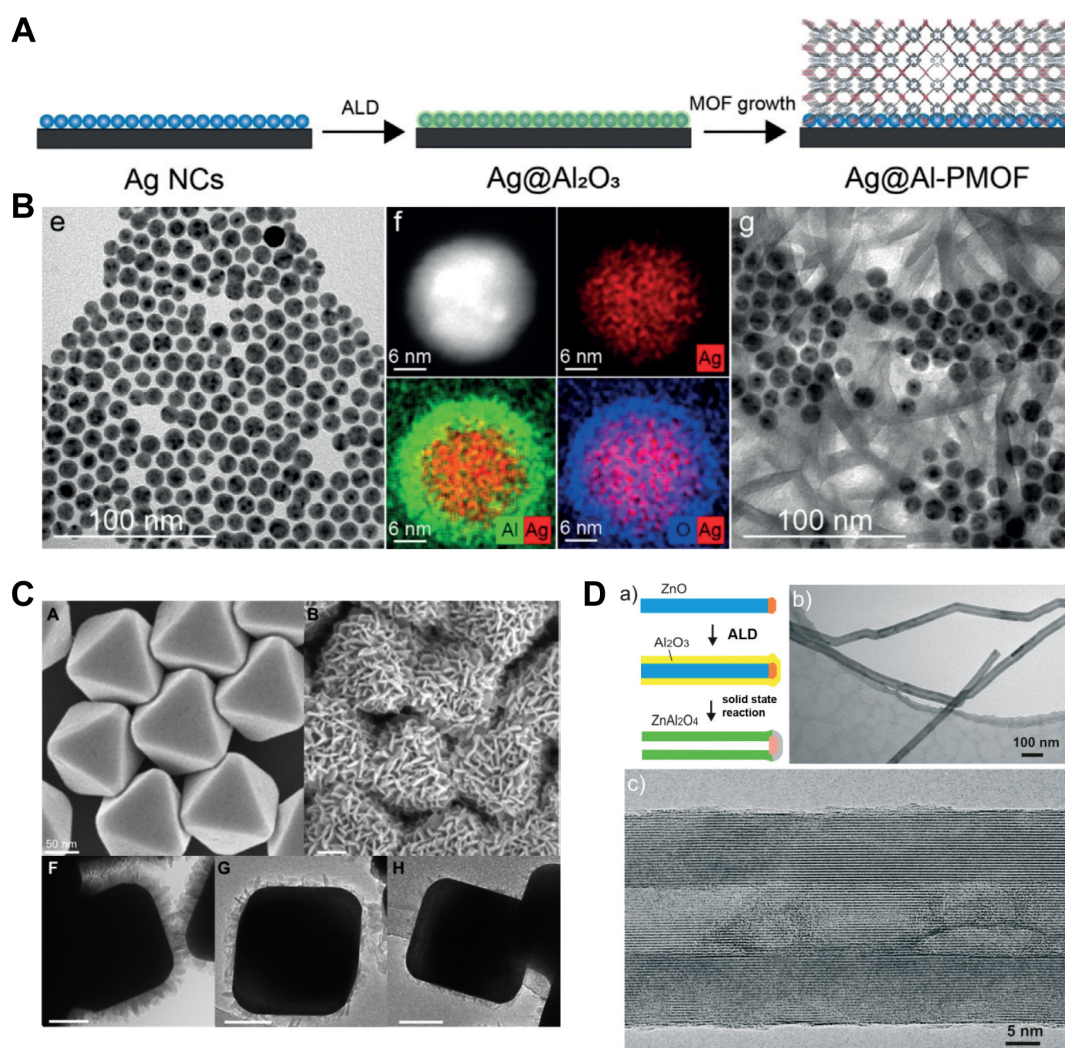 A
ALD
MOF growth
Ag NCs
Ag@Al₂O₃
Ag@Al-PMOF
B
e
100 nm
f
6 nm
6 nm
Ag
6 nm
Al Ag
6 nm
O Ag
g
100 nm
C
A
50 nm
B
F
G
H
D
a)
ZnO
ALD
Al₂O₃
solid state
reaction
ZnAl₂O₄
b)
100 nm
c)
5 nm